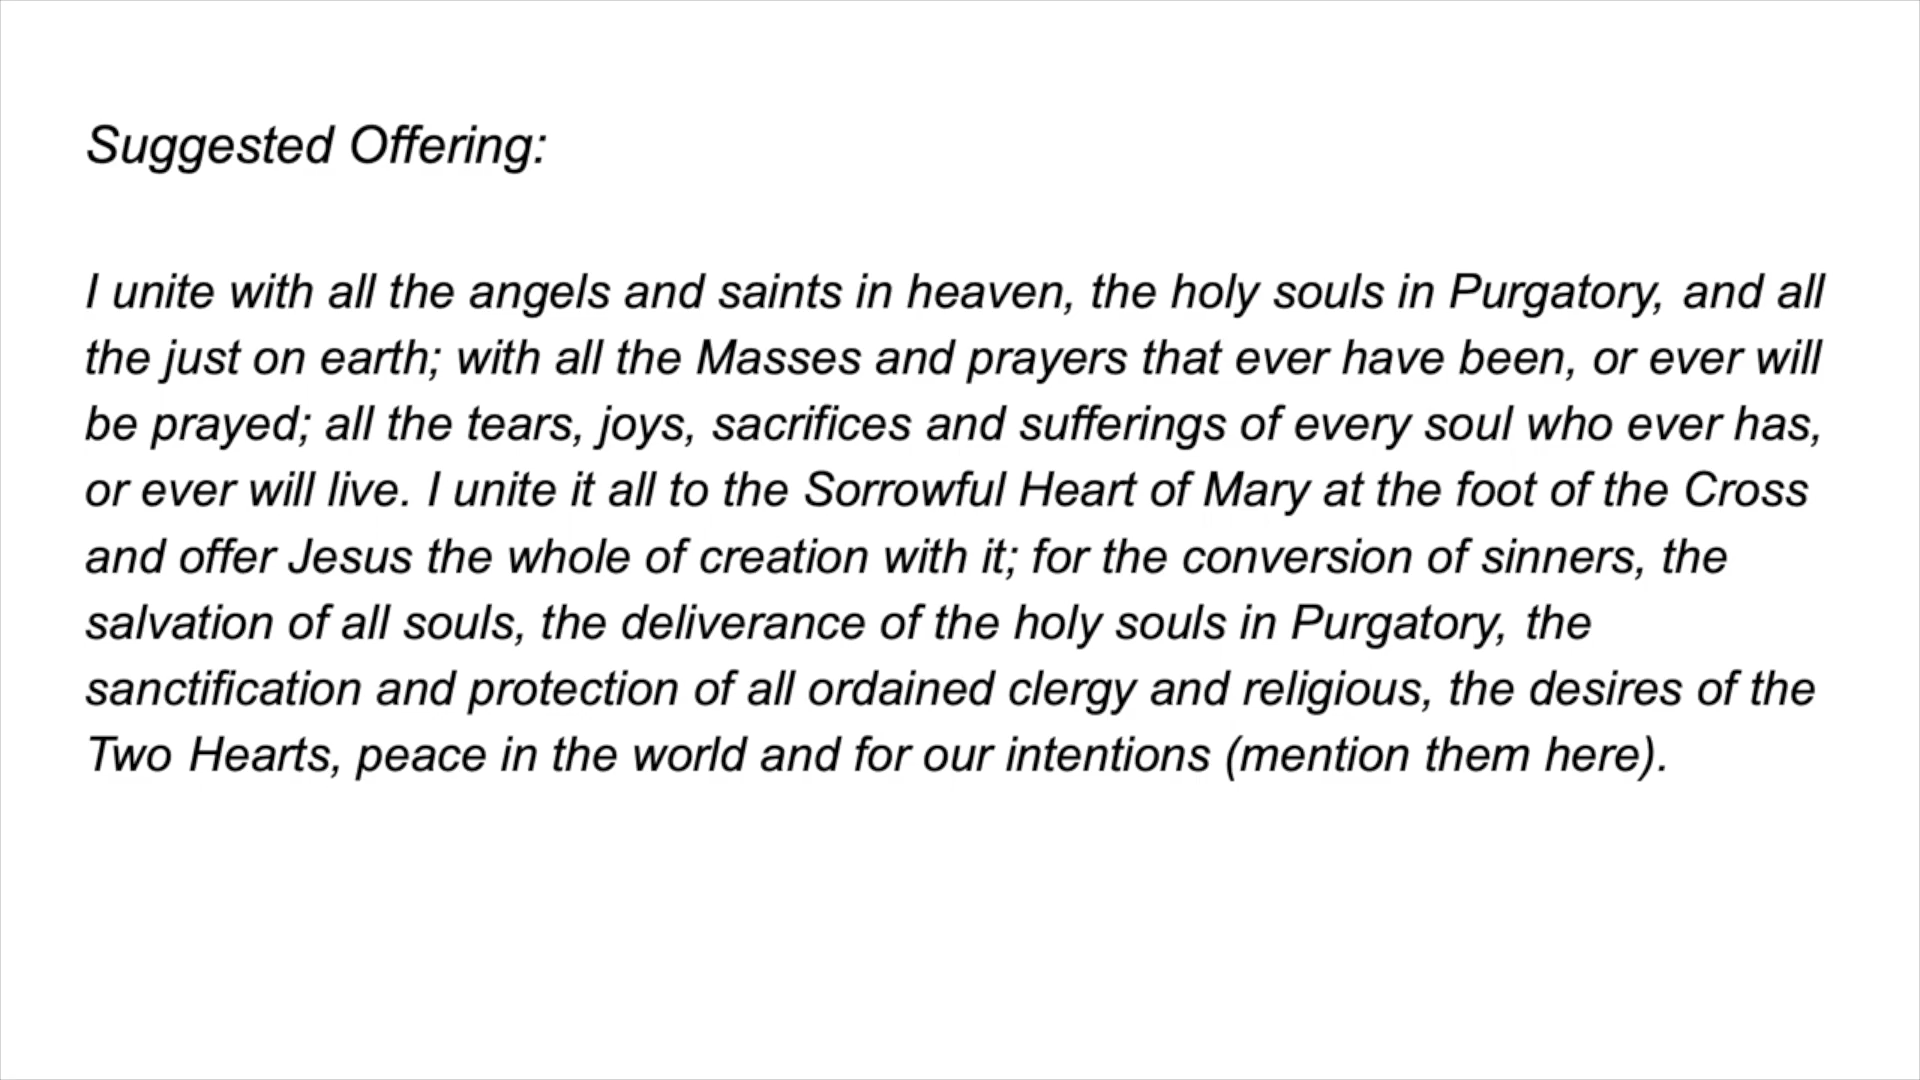 Suggested Offering:
I unite with all the angels and saints in heaven, the holy souls in Purgatory, and all
the just on earth; with all the Masses and prayers that ever have been, or ever will
be prayed; all the tears, joys, sacrifices and sufferings of every soul who ever has,
or ever will live. I unite it all to the Sorrowful Heart of Mary at the foot of the Cross
and offer Jesus the whole of creation with it; for the conversion of sinners, the
salvation of all souls, the deliverance of the holy souls in Purgatory, the
sanctification and protection of all ordained clergy and religious, the desires of the
Two Hearts, peace in the world and for our intentions (mention them here).